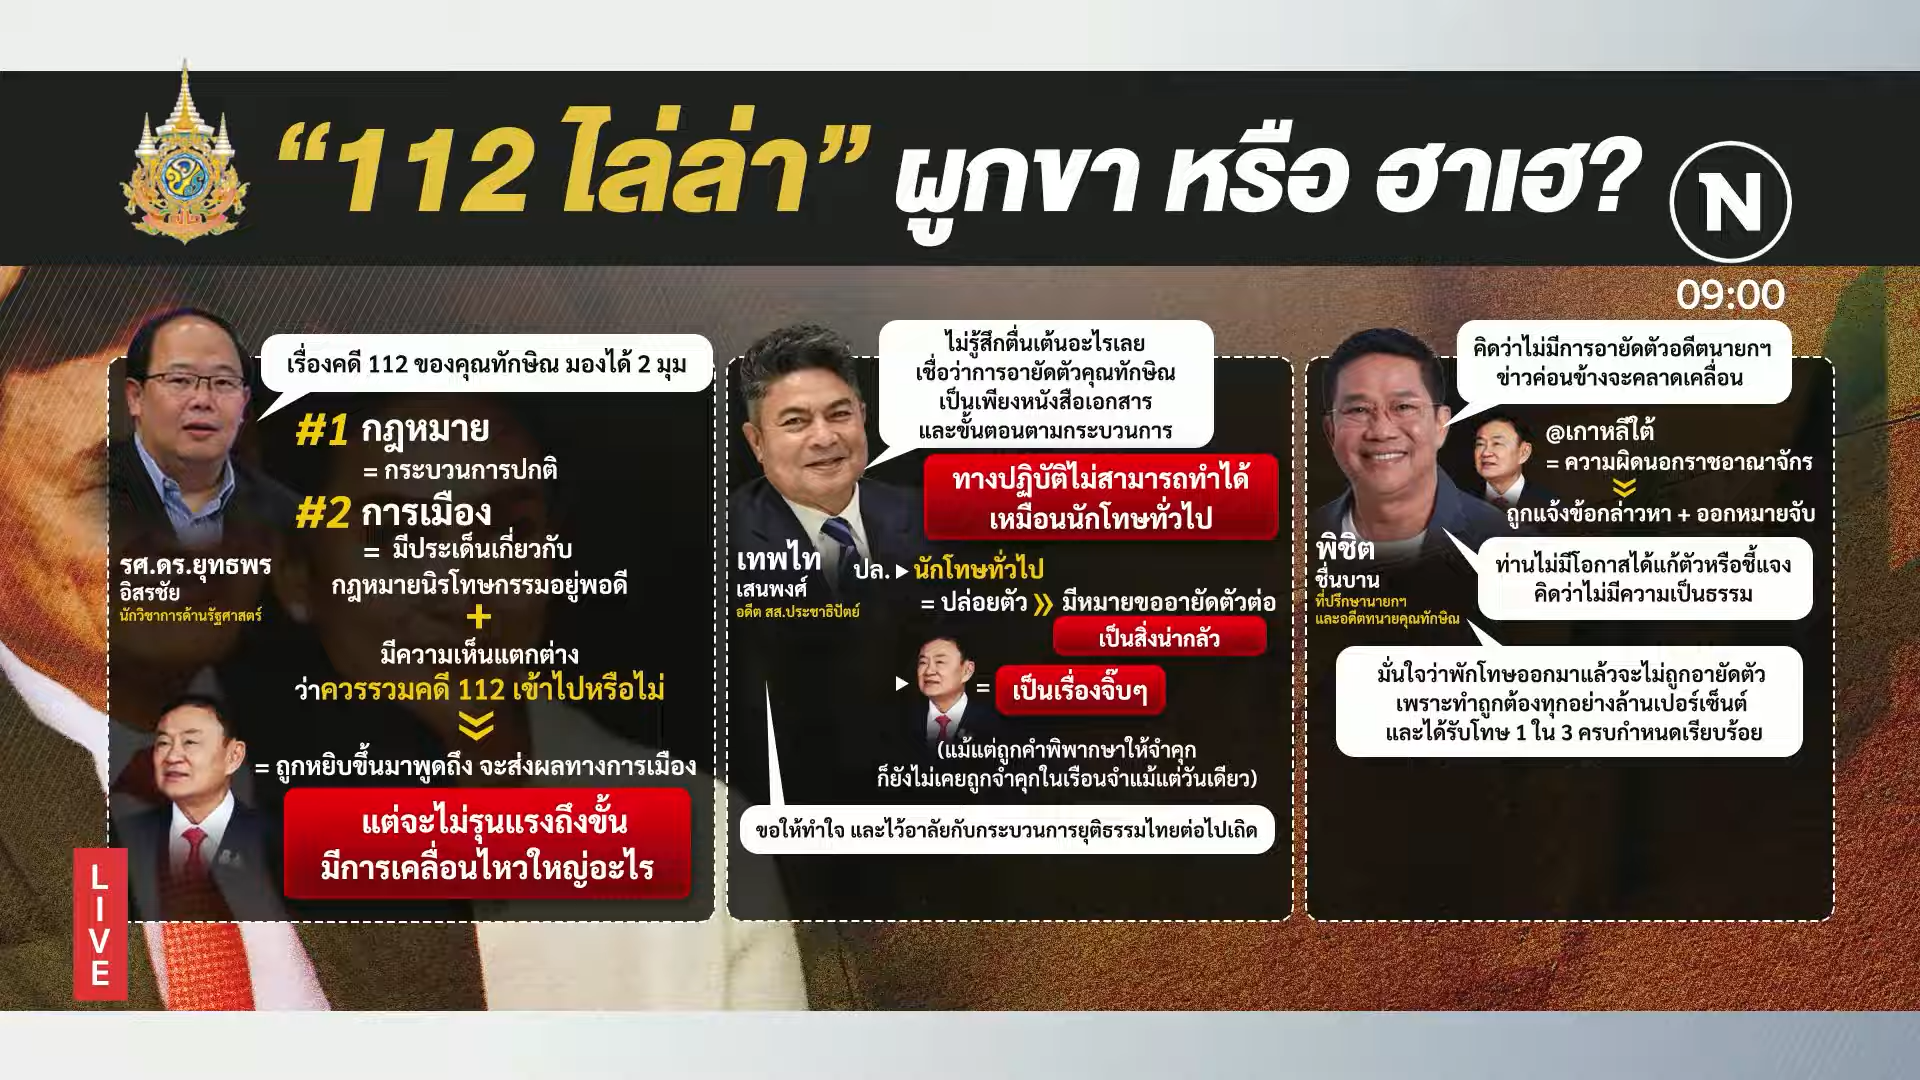 “112 ไล่ล่า” ผูกขา หรือ ฮาเฮ?
N
09:00
เรื่องคดี 112 ของคุณทักษิณ มองได้ 2 มุม
#1 กฎหมาย
= กระบวนการปกติ
#2 การเมือง
= มีประเด็นเกี่ยวกับ
กฎหมายนิรโทษกรรมอยู่พอดี
+
มีความเห็นแตกต่าง
ว่าควรรวมคดี 112 เข้าไปหรือไม่
= ถูกหยิบขึ้นมาพูดถึง จะส่งผลทางการเมือง
แต่จะไม่รุนแรงถึงขั้น
มีการเคลื่อนไหวใหญ่อะไร
รศ.ดร.ยุทธพร
อิสรชัย
นักวิชาการด้านรัฐศาสตร์
ไม่รู้สึกตื่นเต้นอะไรเลย
เชื่อว่าการอายัดตัวคุณทักษิณ
เป็นเพียงหนังสือเอกสาร
และขั้นตอนตามกระบวนการ
ทางปฏิบัติไม่สามารถทำได้
เหมือนนักโทษทั่วไป
เทพไท
เสนพงศ์
อดีต สส.ประชาธิปัตย์
ปล. นักโทษทั่วไป
= ปล่อยตัว มีหมายขออายัดตัวต่อ
เป็นสิ่งน่ากลัว
= เป็นเรื่องจิ๊บๆ
(แม้แต่ถูกคำพิพากษาให้จำคุก
ก็ยังไม่เคยถูกจำคุกในเรือนจำแม้แต่วันเดียว)
ขอให้ทำใจ และไว้อาลัยกับกระบวนการยุติธรรมไทยต่อไปเถิด
คิดว่าไม่มีการอายัดตัวอดีตนายกฯ
ข่าวค่อนข้างจะคลาดเคลื่อน
@เกาหลีใต้
= ความผิดนอกราชอาณาจักร
ถูกแจ้งข้อกล่าวหา + ออกหมายจับ
พิชิต
ชื่นบาน
ที่ปรึกษานายกฯ
และอดีตทนายคุณทักษิณ
ท่านไม่มีโอกาสได้แก้ตัวหรือชี้แจง
คิดว่าไม่มีความเป็นธรรม
มั่นใจว่าพักโทษออกมาแล้วจะไม่ถูกอายัดตัว
เพราะทำถูกต้องทุกอย่างล้านเปอร์เซ็นต์
และได้รับโทษ 1 ใน 3 ครบกำหนดเรียบร้อย
LIVE